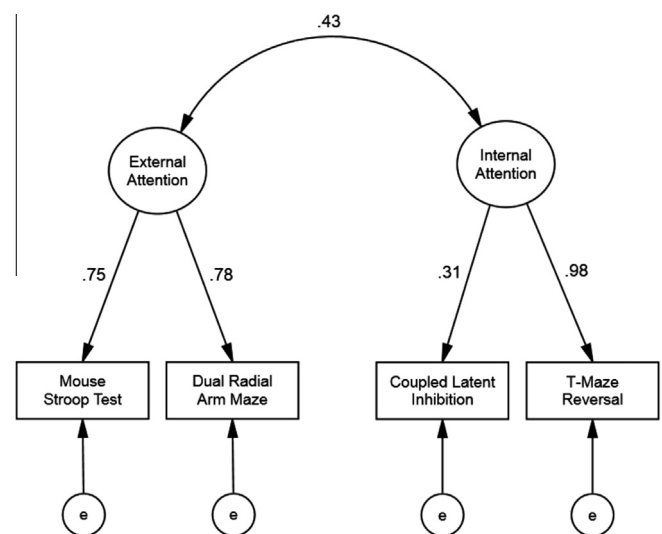 .43
External
Attention
Internal
Attention
.75
.78
.31
.98
Mouse
Stroop Test
Dual Radial
Arm Maze
Coupled Latent
Inhibition
T-Maze
Reversal
e
e
e
e